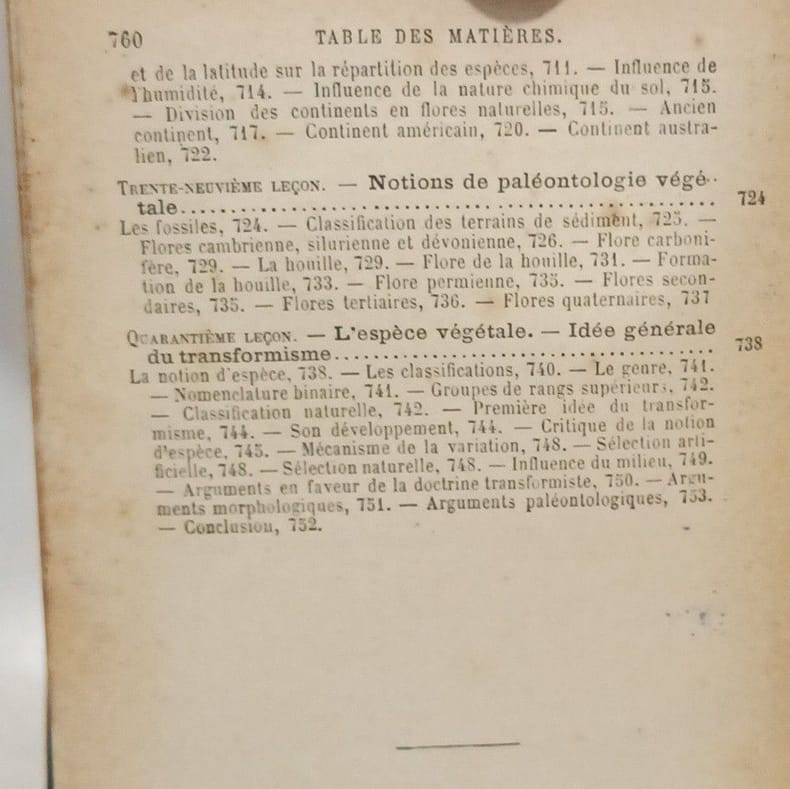 760
TABLE DES MATIÈRES.
et de la latitude sur la répartition des espèces, 711. — Influence de
l'humidité, 714. — Influence de la nature chimique du sol, 715.
— Division des continents en flores naturelles, 715. — Ancien
continent, 717. — Continent américain, 720. — Continent austra-
lien, 722.
TRENTE-NEUVIÈME LEÇON. — Notions de paléontologie végé-
tale........................................ 724
Les fossiles, 724. — Classification des terrains de sédiment, 725. —
Flores cambrienne, silurienne et dévonienne, 726. — Flore carboni-
fère, 729. — La houille, 729. — Flore de la houille, 731. — Forma-
tion de la houille, 733. — Flore permienne, 735. — Flores secon-
daires, 735. — Flores tertiaires, 736. — Flores quaternaires, 737
QUARANTIÈME LEÇON. — L'espèce végétale. — Idée générale
du transformisme.................................... 738
La notion d'espèce, 738. — Les classifications, 740. — Le genre, 741.
— Nomenclature binaire, 741. — Groupes de rangs supérieurs, 742.
— Classification naturelle, 742. — Première idée du transfor-
misme, 744. — Son développement, 744. — Critique de la notion
d'espèce, 745. — Mécanisme de la variation, 748. — Sélection arti-
ficielle, 748. — Sélection naturelle, 748. — Influence du milieu, 749.
— Arguments en faveur de la doctrine transformiste, 750. — Argu-
ments morphologiques, 751. — Arguments paléontologiques, 753.
— Conclusion, 752.